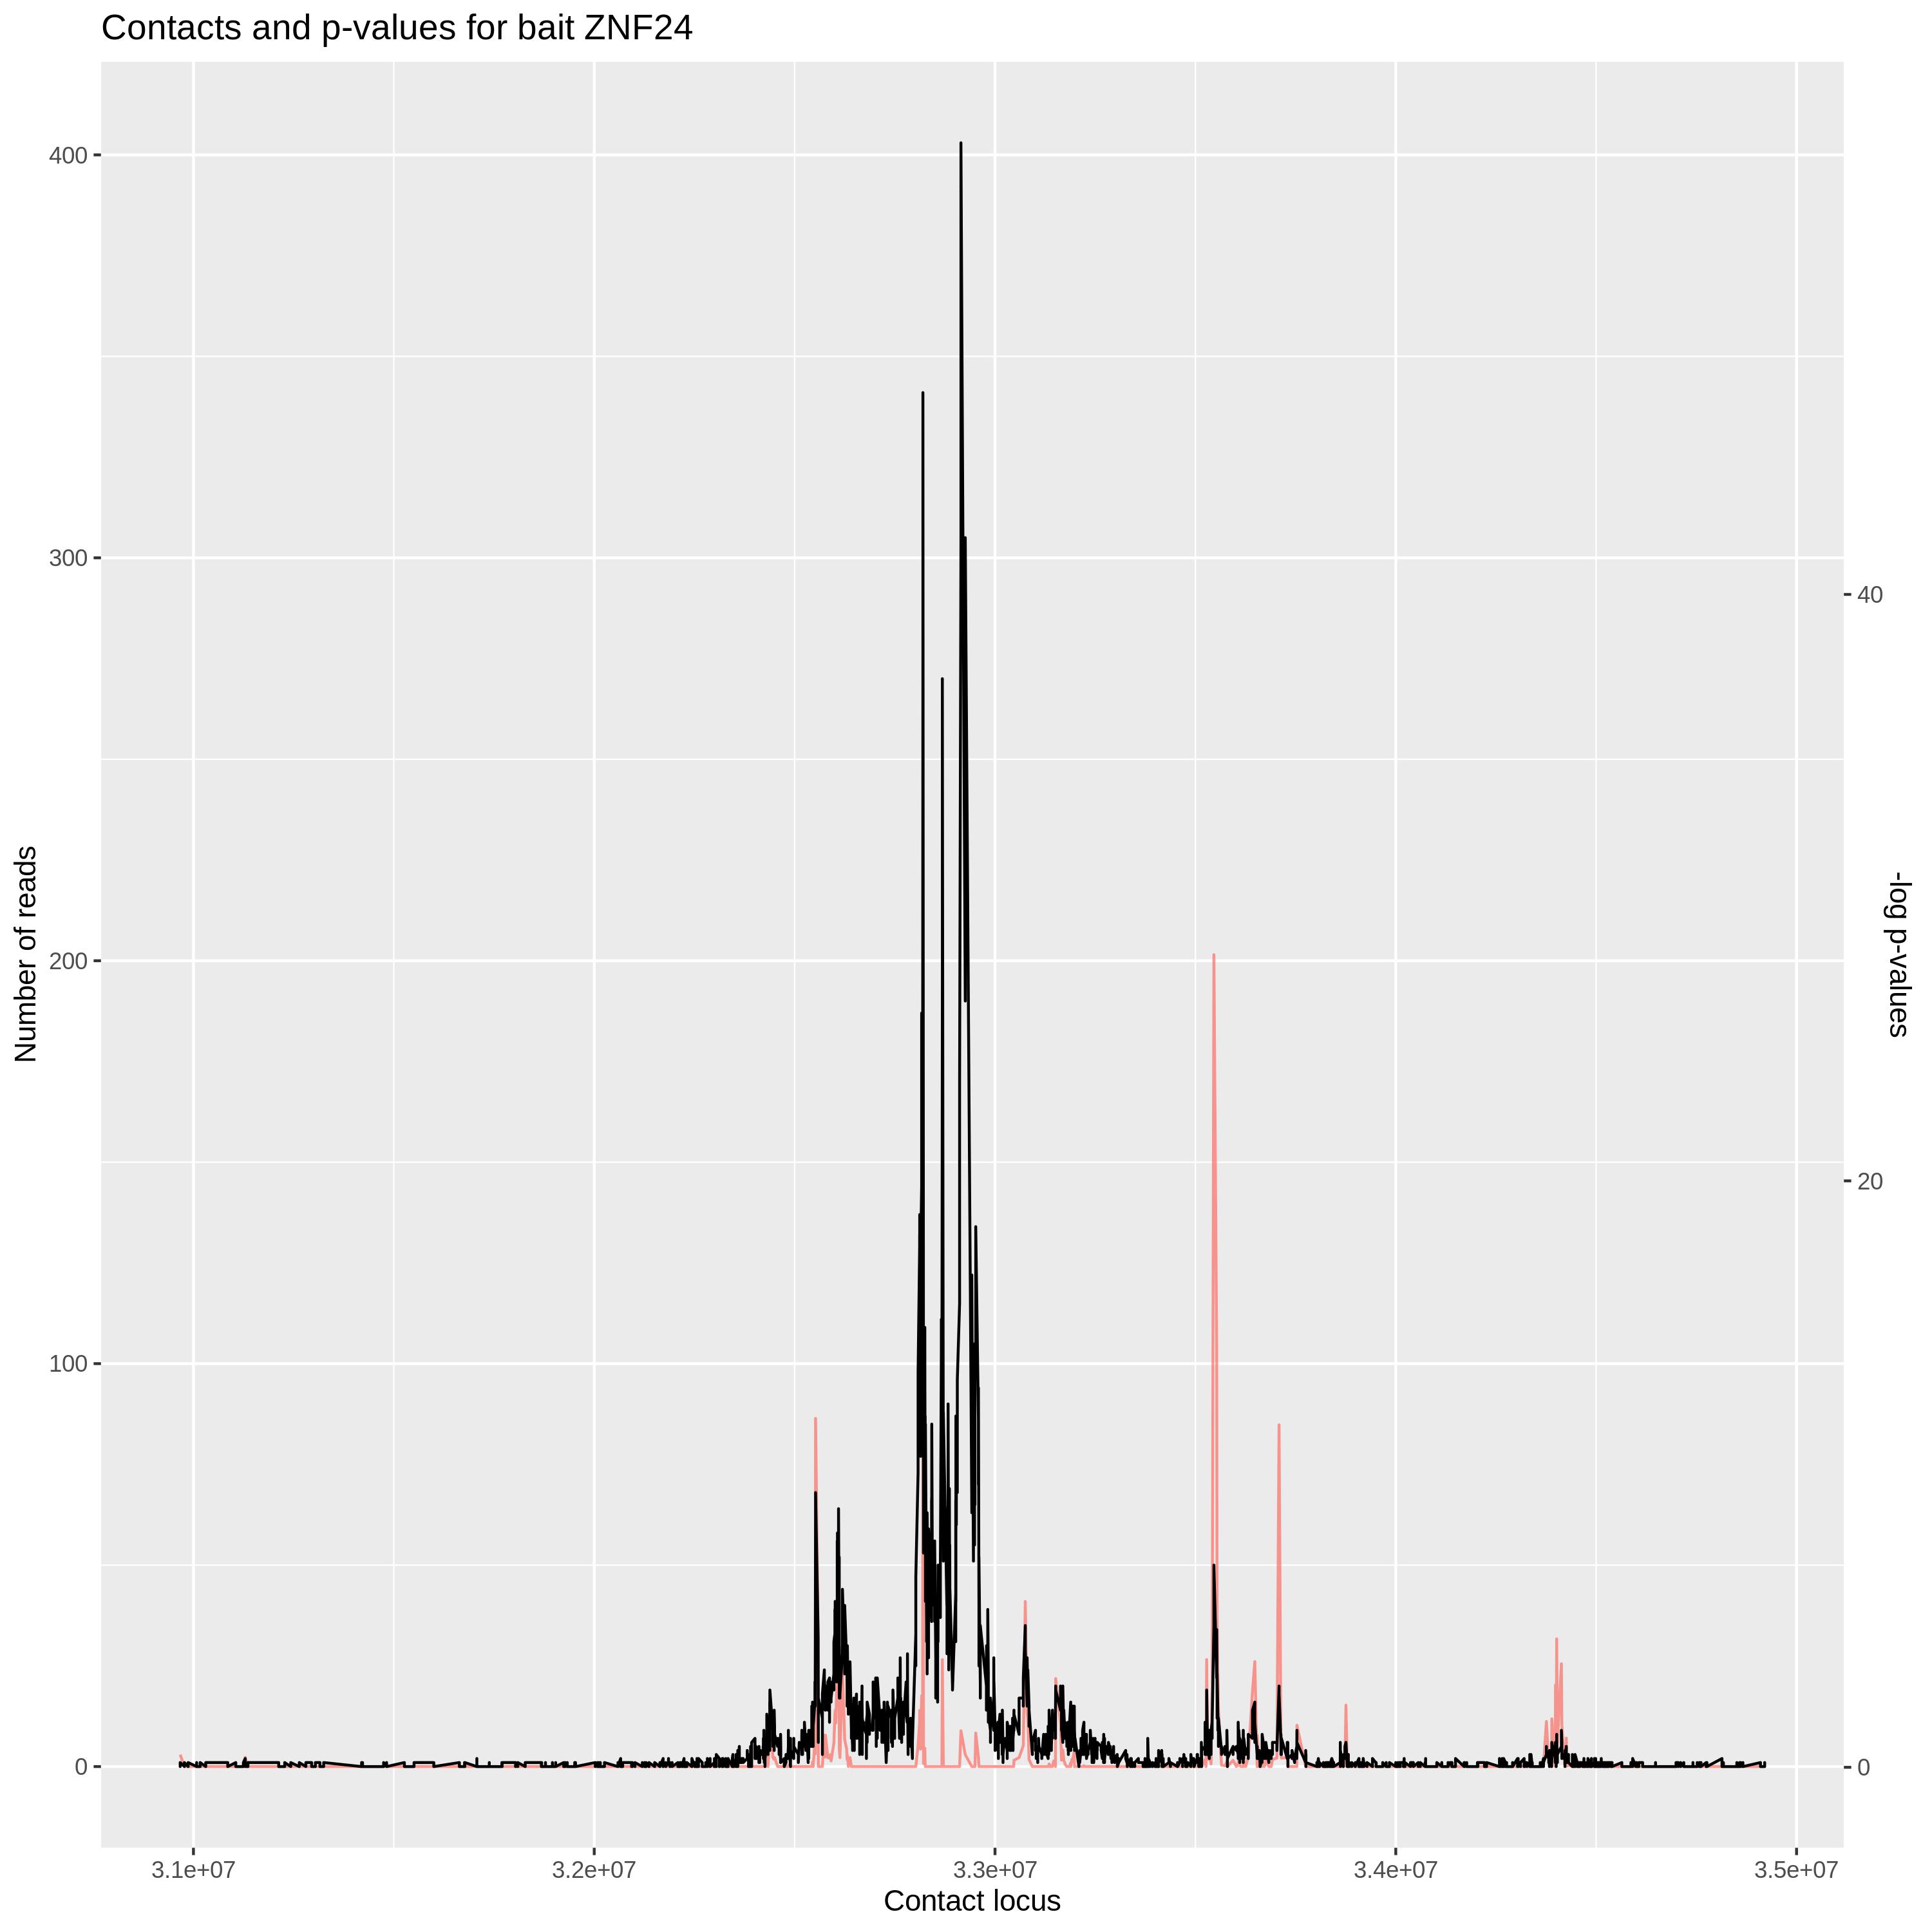 Contacts and p-values for bait ZNF24
400
300
200
100
0
Number of reads
40
20
0
-log p-values
3.1e+07 3.2e+07 3.3e+07 3.4e+07 3.5e+07
Contact locus